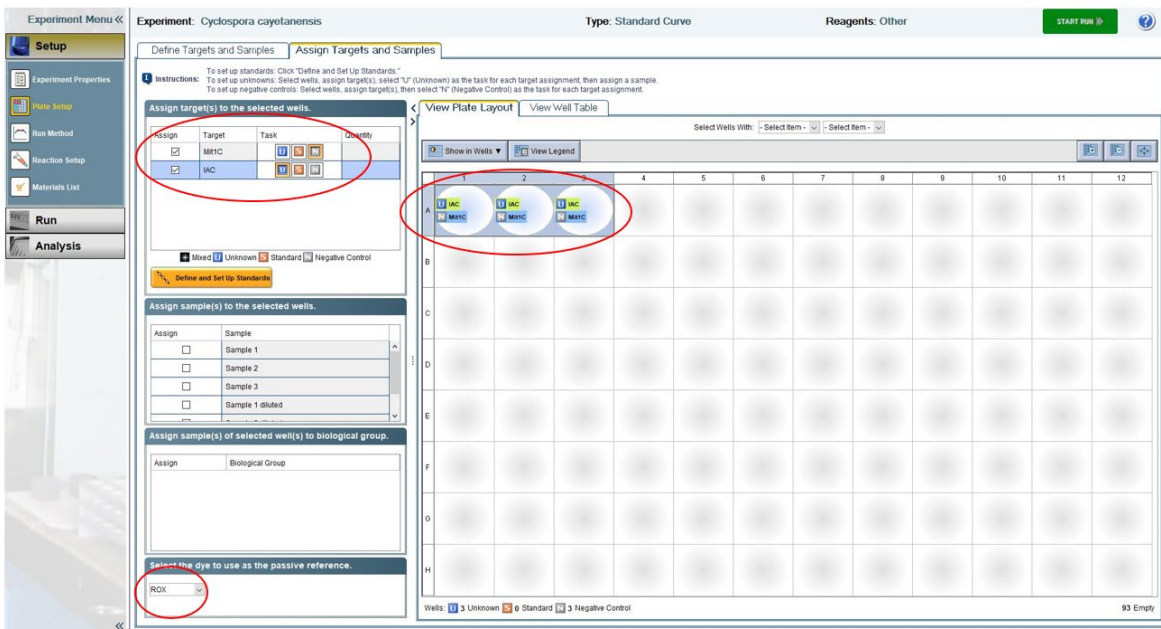 Experiment Menu «
Experiment: Cyclospora cayetanensis
Type: Standard Curve
Reagents: Other
START RUN
?
Setup
Experiment Properties
Plate Setup
Run Method
Reaction Setup
Materials List
Run
Analysis
«
Define Targets and Samples
Assign Targets and Samples
Instructions:
To set up standards: Click "Define and Set Up Standards."
To set up unknowns: Select wells, assign target(s), select "U" (Unknown) as the task for each target assignment, then assign a sample.
To set up negative controls: Select wells, assign target(s), then select "N" (Negative Control) as the task for each target assignment.
Assign target(s) to the selected wells.
Assign Target Task Quantity
Mit1C U S N
IAC U S N
Mixed U Unknown S Standard N Negative Control
Define and Set Up Standards
Assign sample(s) to the selected wells.
Assign Sample
Sample 1
Sample 2
Sample 3
Sample 1 diluted
Assign sample(s) of selected well(s) to biological group.
Assign Biological Group
Select the dye to use as the passive reference.
ROX
View Plate Layout
View Well Table
Select Wells With: - Select Item - - Select Item -
Show in Wells ▼
View Legend
1 2 3 4 5 6 7 8 9 10 11 12
A
U IAC U IAC U IAC
N Mit1C N Mit1C N Mit1C
B
C
D
E
F
G
H
Wells: U 3 Unknown S 0 Standard N 3 Negative Control
93 Empty